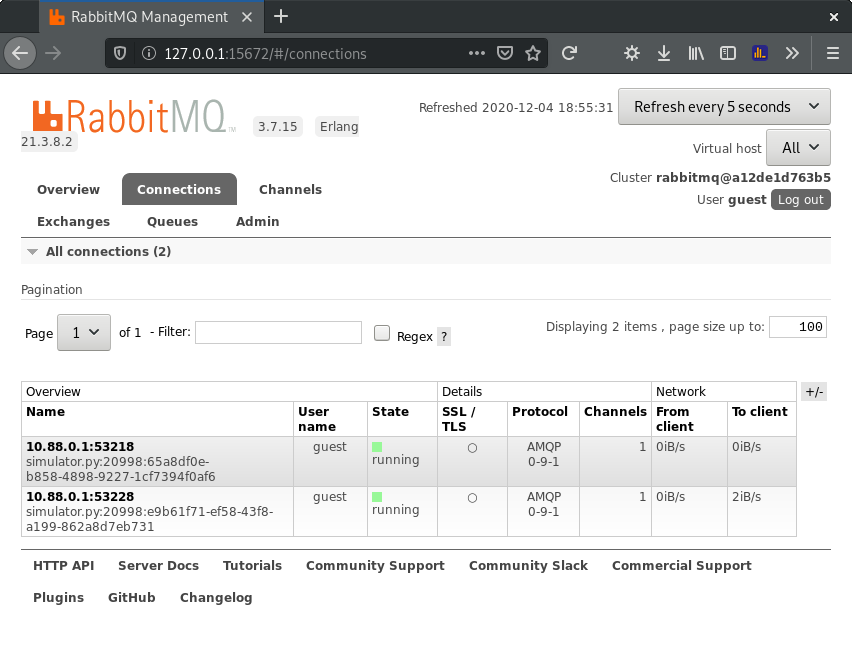 RabbitMQ Management
127.0.0.1:15672/#/connections
RabbitMQ TM 3.7.15 Erlang
21.3.8.2
Refreshed 2020-12-04 18:55:31 Refresh every 5 seconds
Virtual host All
Cluster rabbitmq@a12de1d763b5
User guest Log out
Overview Connections Channels
Exchanges Queues Admin
All connections (2)
Pagination
Page 1 of 1 - Filter: Regex ? Displaying 2 items , page size up to: 100
Overview Details Network +/-
Name User name State SSL / TLS Protocol Channels From client To client
10.88.0.1:53218 guest running AMQP 0-9-1 1 0iB/s 0iB/s
simulator.py:20998:65a8df0e-
b858-4898-9227-1cf7394f0af6
10.88.0.1:53228 guest running AMQP 0-9-1 1 0iB/s 2iB/s
simulator.py:20998:e9b61f71-ef58-43f8-
a199-862a8d7eb731
HTTP API Server Docs Tutorials Community Support Community Slack Commercial Support
Plugins GitHub Changelog